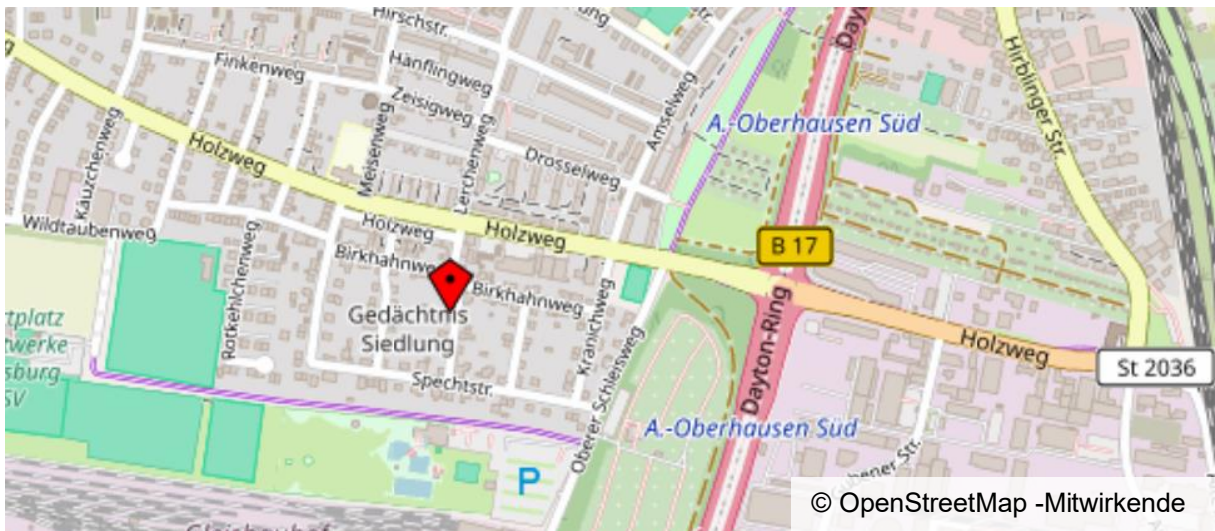 Hirschstr.
Finkenweg
Hänflingweg
Zeisigweg
Käuzchenweg
Holzweg
Meisenweg
Lerchenweg
Drosselweg
Amselweg
A.-Oberhausen Süd
Hirblinger Str.
Wildtaubenweg
Rotkehlchenweg
Holzweg
Holzweg
B 17
Birkhahnweg
Birkhahnweg
Gedächtnis
Siedlung
Spechtstr.
Kranichweg
Oberer Schleisweg
Dayton-Ring
Holzweg
St 2036
A.-Oberhausen Süd
P
© OpenStreetMap -Mitwirkende